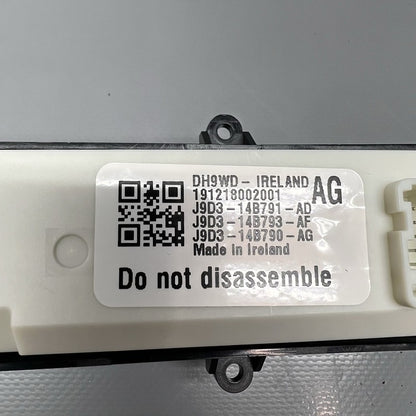 DH9WD - IRELAND AG
191218002001
J9D3-14B791-AD
J9D3-14B793-AF
J9D3-14B790-AG
Made in Ireland
Do not disassemble